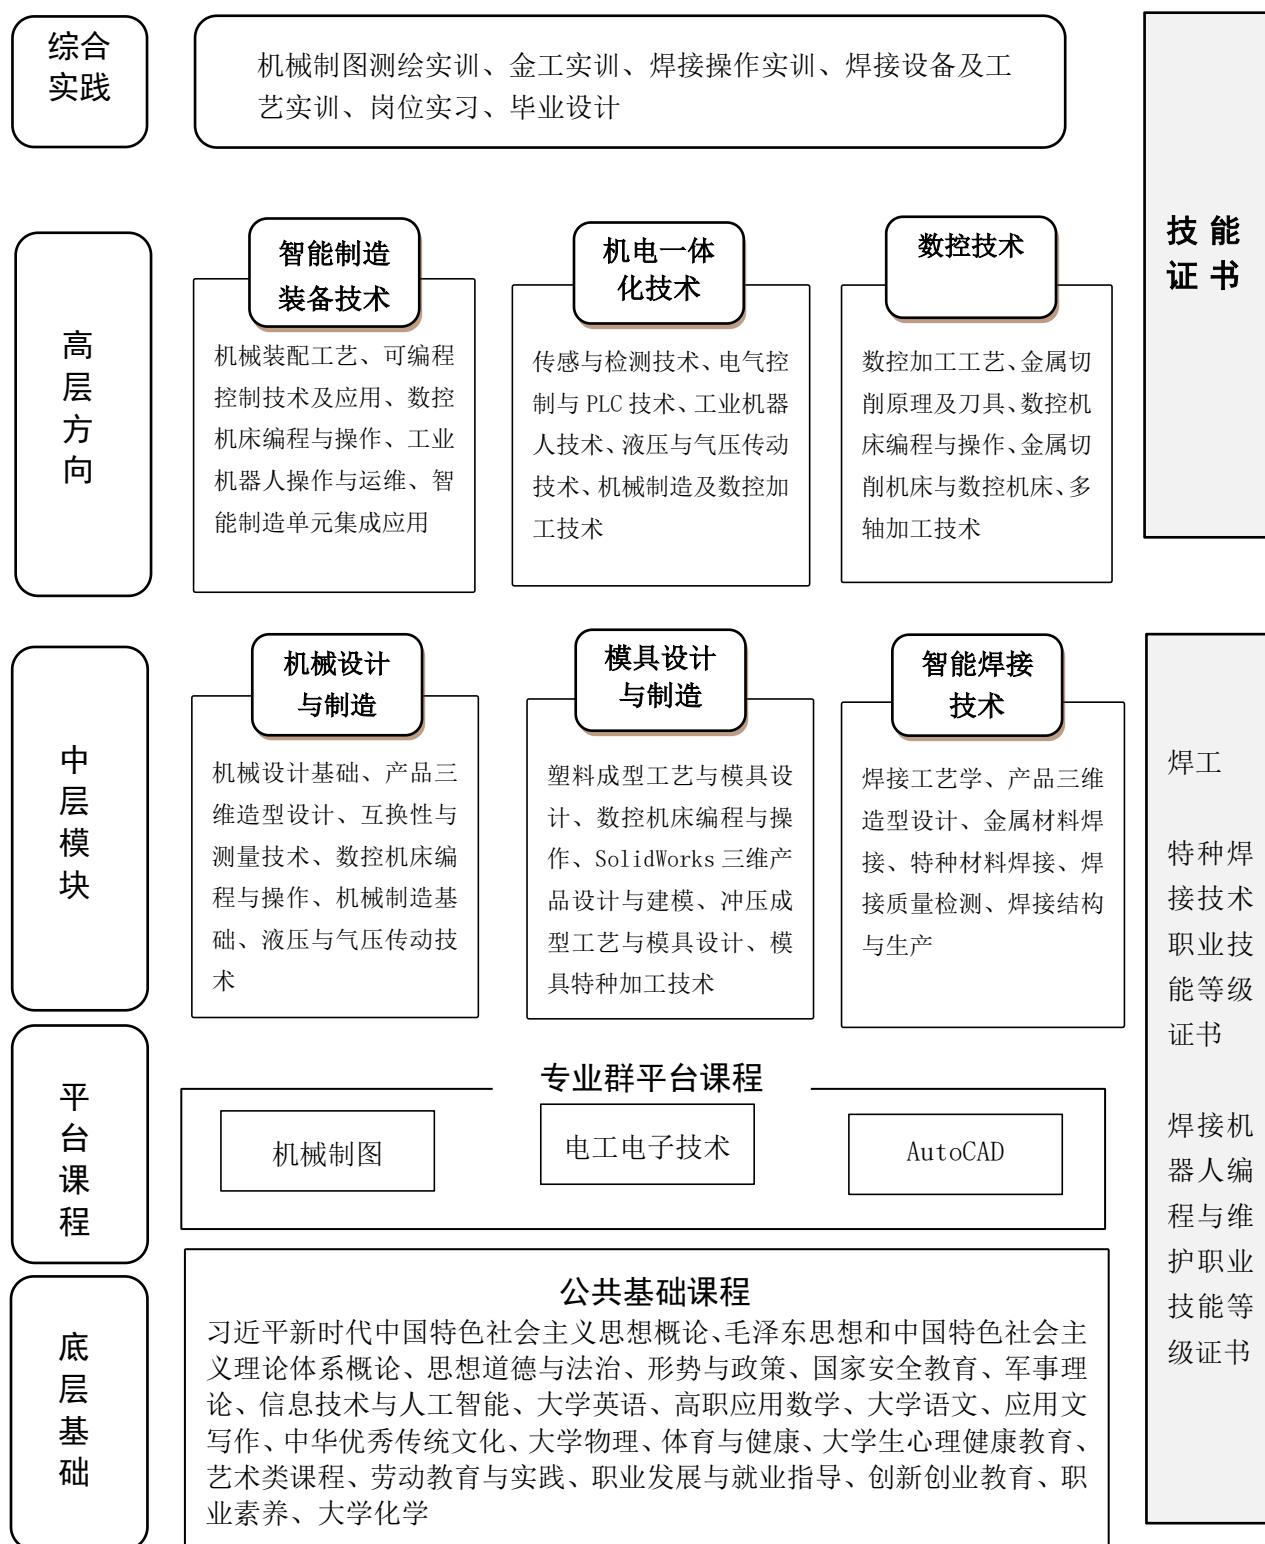 综合
实践
机械制图测绘实训、金工实训、焊接操作实训、焊接设备及工
艺实训、岗位实习、毕业设计
技 能
证 书
高
层
方
向
智能制造
装备技术
机械装配工艺、可编程
控制技术及应用、数控
机床编程与操作、工业
机器人操作与运维、智
能制造单元集成应用
机电一体
化技术
传感与检测技术、电气控
制与 PLC 技术、工业机器
人技术、液压与气压传动
技术、机械制造及数控加
工技术
数控技术
数控加工工艺、金属切
削原理及刀具、数控机
床编程与操作、金属切
削机床与数控机床、多
轴加工技术
中
层
模
块
机械设计
与制造
机械设计基础、产品三
维造型设计、互换性与
测量技术、数控机床编
程与操作、机械制造基
础、液压与气压传动技
术
模具设计
与制造
塑料成型工艺与模具设
计、数控机床编程与操
作、SolidWorks 三维产
品设计与建模、冲压成
型工艺与模具设计、模
具特种加工技术
智能焊接
技术
焊接工艺学、产品三维
造型设计、金属材料焊
接、特种材料焊接、焊
接质量检测、焊接结构
与生产
焊工
特种焊
接技术
职业技
能等级
证书
焊接机
器人编
程与维
护职业
技能等
级证书
平
台
课
程
专业群平台课程
机械制图
电工电子技术
AutoCAD
底
层
基
础
公共基础课程
习近平新时代中国特色社会主义思想概论、毛泽东思想和中国特色社会主
义理论体系概论、思想道德与法治、形势与政策、国家安全教育、军事理
论、信息技术与人工智能、大学英语、高职应用数学、大学语文、应用文
写作、中华优秀传统文化、大学物理、体育与健康、大学生心理健康教育、
艺术类课程、劳动教育与实践、职业发展与就业指导、创新创业教育、职
业素养、大学化学